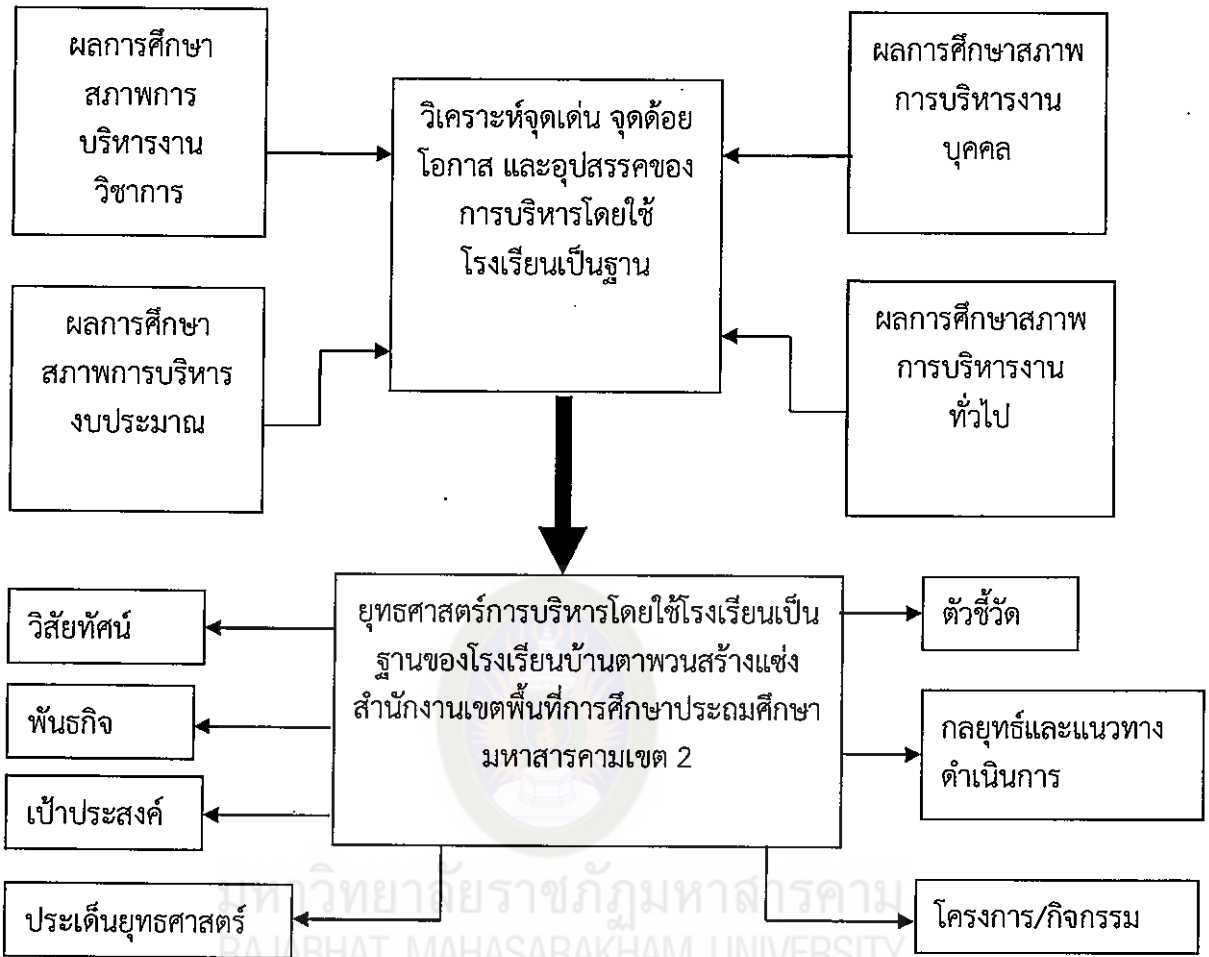 ผลการศึกษา
สภาพการ
บริหารงาน
วิชาการ
วิเคราะห์จุดเด่น จุดด้อย
โอกาส และอุปสรรคของ
การบริหารโดยใช้
โรงเรียนเป็นฐาน
ผลการศึกษาสภาพ
การบริหารงาน
บุคคล
ผลการศึกษา
สภาพการบริหาร
งบประมาณ
ผลการศึกษาสภาพ
การบริหารงาน
ทั่วไป
ยุทธศาสตร์การบริหารโดยใช้โรงเรียนเป็น
ฐานของโรงเรียนบ้านตาพวนสร้างแซ่ง
สำนักงานเขตพื้นที่การศึกษาประถมศึกษา
มหาสารคามเขต 2
วิสัยทัศน์
พันธกิจ
เป้าประสงค์
ประเด็นยุทธศาสตร์
ตัวชี้วัด
กลยุทธ์และแนวทาง
ดำเนินการ
โครงการ/กิจกรรม
มหาวิทยาลัยราชภัฏมหาสารคาม
RAJABHAT MAHASARAKHAM UNIVERSITY